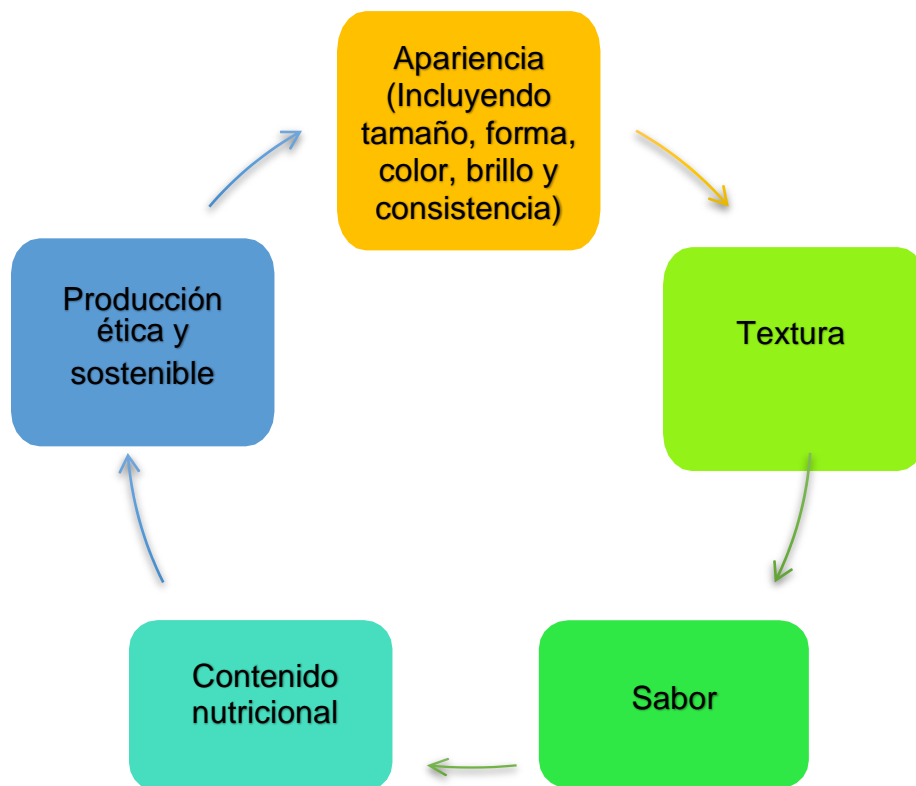 Apariencia
(Incluyendo
tamaño, forma,
color, brillo y
consistencia)
Textura
Sabor
Contenido
nutricional
Producción
ética y
sostenible